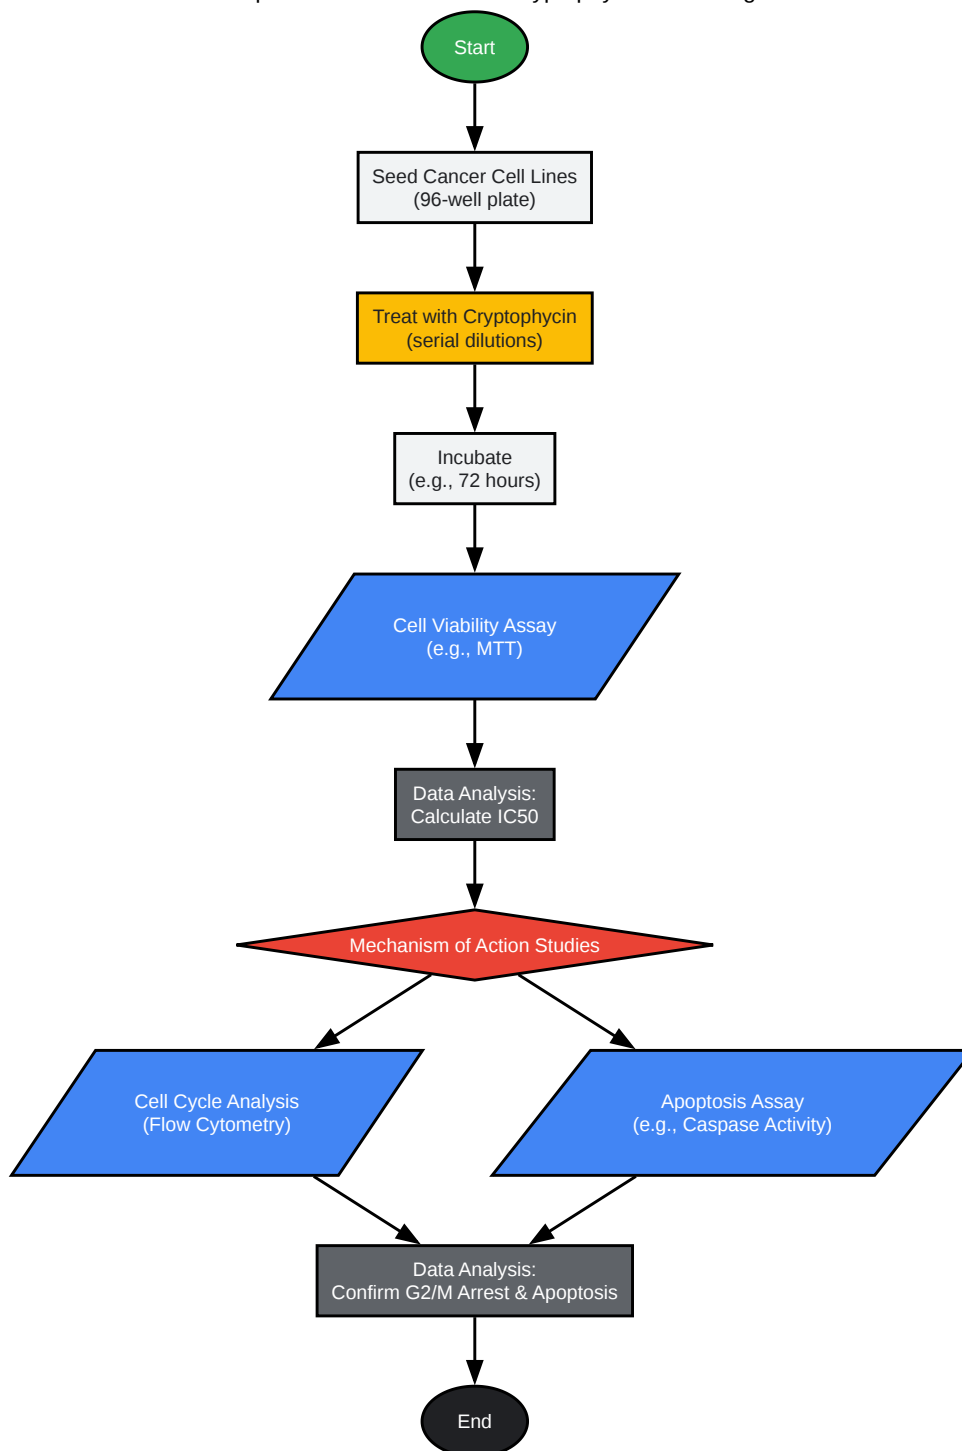 Start
Seed Cancer Cell Lines
(96-well plate)
Treat with Cryptophycin
(serial dilutions)
Incubate
(e.g., 72 hours)
Cell Viability Assay
(e.g., MTT)
Data Analysis:
Calculate IC50
Mechanism of Action Studies
Cell Cycle Analysis
(Flow Cytometry)
Apoptosis Assay
(e.g., Caspase Activity)
Data Analysis:
Confirm G2/M Arrest & Apoptosis
End